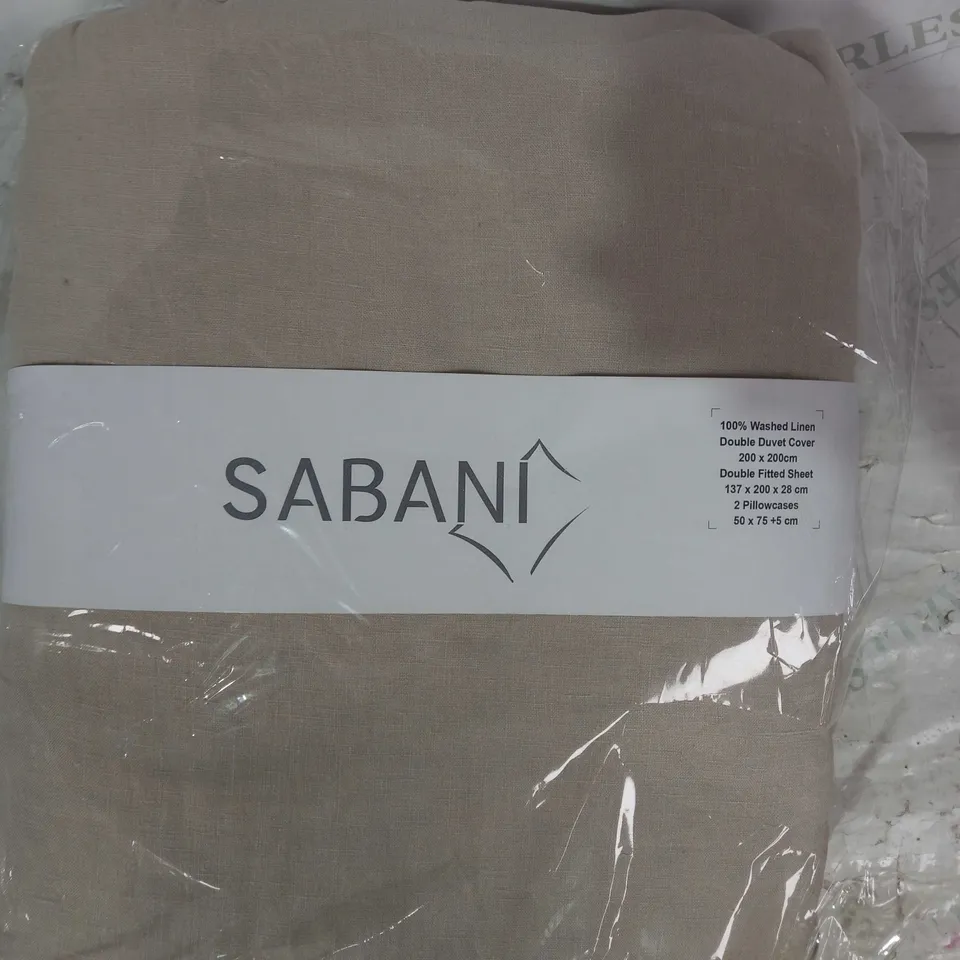 SABANI
100% Washed Linen
Double Duvet Cover
200 x 200cm
Double Fitted Sheet
137 x 200 x 28 cm
2 Pillowcases
50 x 75 +5 cm